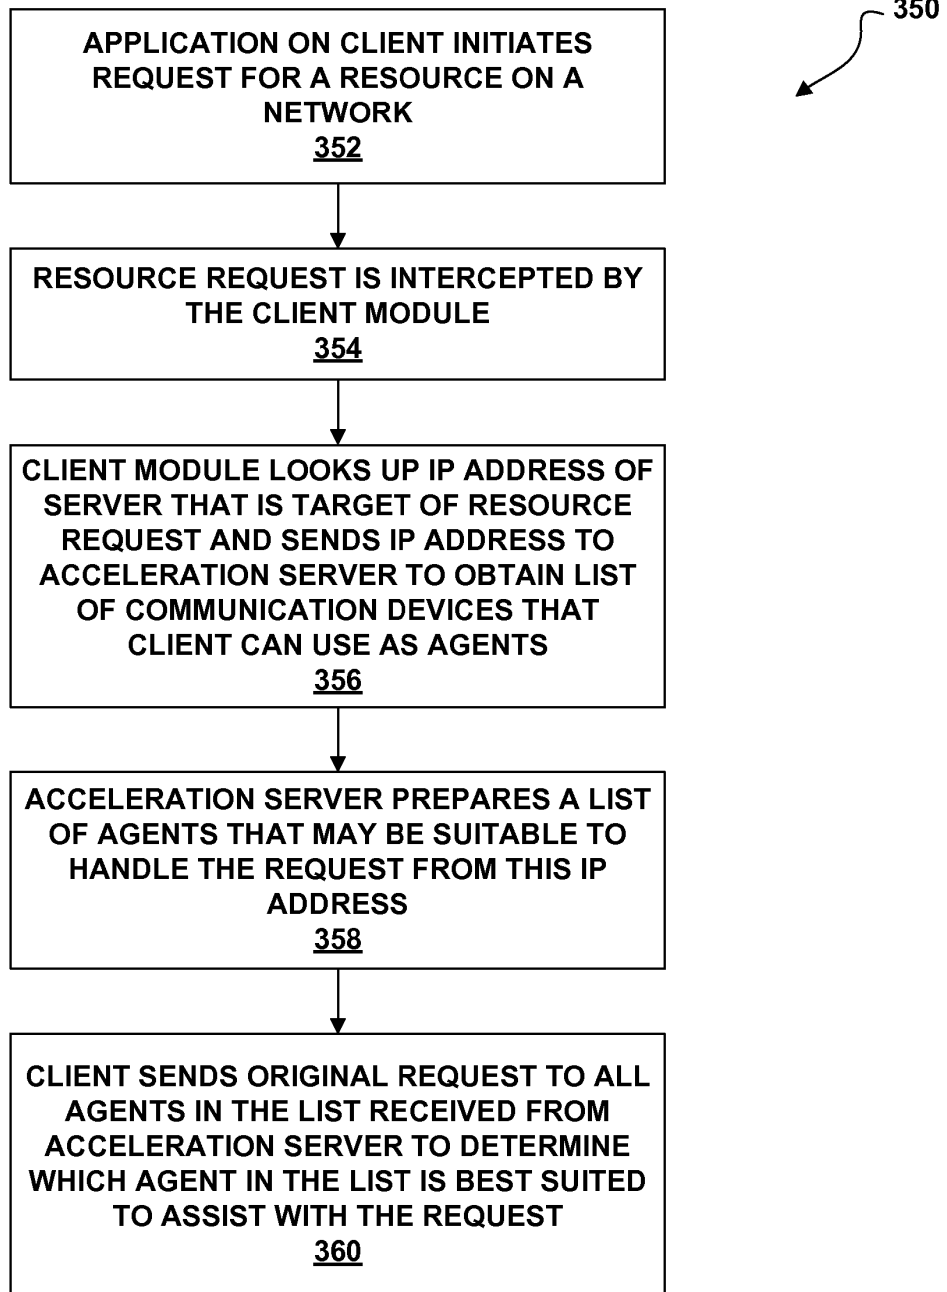 350
APPLICATION ON CLIENT INITIATES
REQUEST FOR A RESOURCE ON A
NETWORK
352
RESOURCE REQUEST IS INTERCEPTED BY
THE CLIENT MODULE
354
CLIENT MODULE LOOKS UP IP ADDRESS OF
SERVER THAT IS TARGET OF RESOURCE
REQUEST AND SENDS IP ADDRESS TO
ACCELERATION SERVER TO OBTAIN LIST
OF COMMUNICATION DEVICES THAT
CLIENT CAN USE AS AGENTS
356
ACCELERATION SERVER PREPARES A LIST
OF AGENTS THAT MAY BE SUITABLE TO
HANDLE THE REQUEST FROM THIS IP
ADDRESS
358
CLIENT SENDS ORIGINAL REQUEST TO ALL
AGENTS IN THE LIST RECEIVED FROM
ACCELERATION SERVER TO DETERMINE
WHICH AGENT IN THE LIST IS BEST SUITED
TO ASSIST WITH THE REQUEST
360